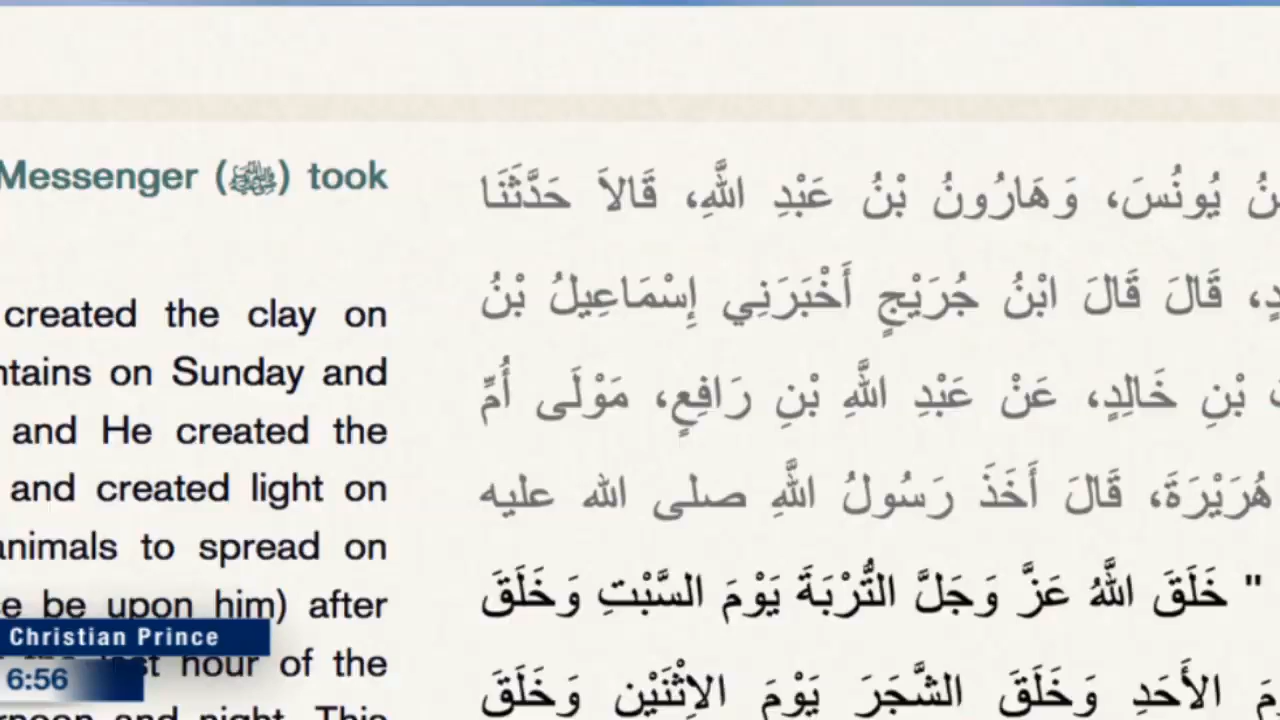 Messenger (ﷺ) took
created the clay on
ntains on Sunday and
and He created the
and created light on
animals to spread on
e be upon him) after
hour of the
يُونُسَ، وَهَارُونُ بْنُ عَبْدِ اللَّهِ، قَالاَ حَدَّثَنَا
قَالَ قَالَ ابْنُ جُرَيْجٍ أَخْبَرَنِي إِسْمَاعِيلُ بْنُ
بْنِ خَالِدٍ، عَنْ عَبْدِ اللَّهِ بْنِ رَافِعٍ، مَوْلَى أُمِّ
هُرَيْرَةَ، قَالَ أَخَذَ رَسُولُ اللَّهِ صلى الله عليه
" خَلَقَ اللَّهُ عَزَّ وَجَلَّ التُّرْبَةَ يَوْمَ السَّبْتِ وَخَلَقَ
الأَحَدِ وَخَلَقَ الشَّجَرَ يَوْمَ الاِثْنَيْنِ وَخَلَقَ
Christian Prince
6:56